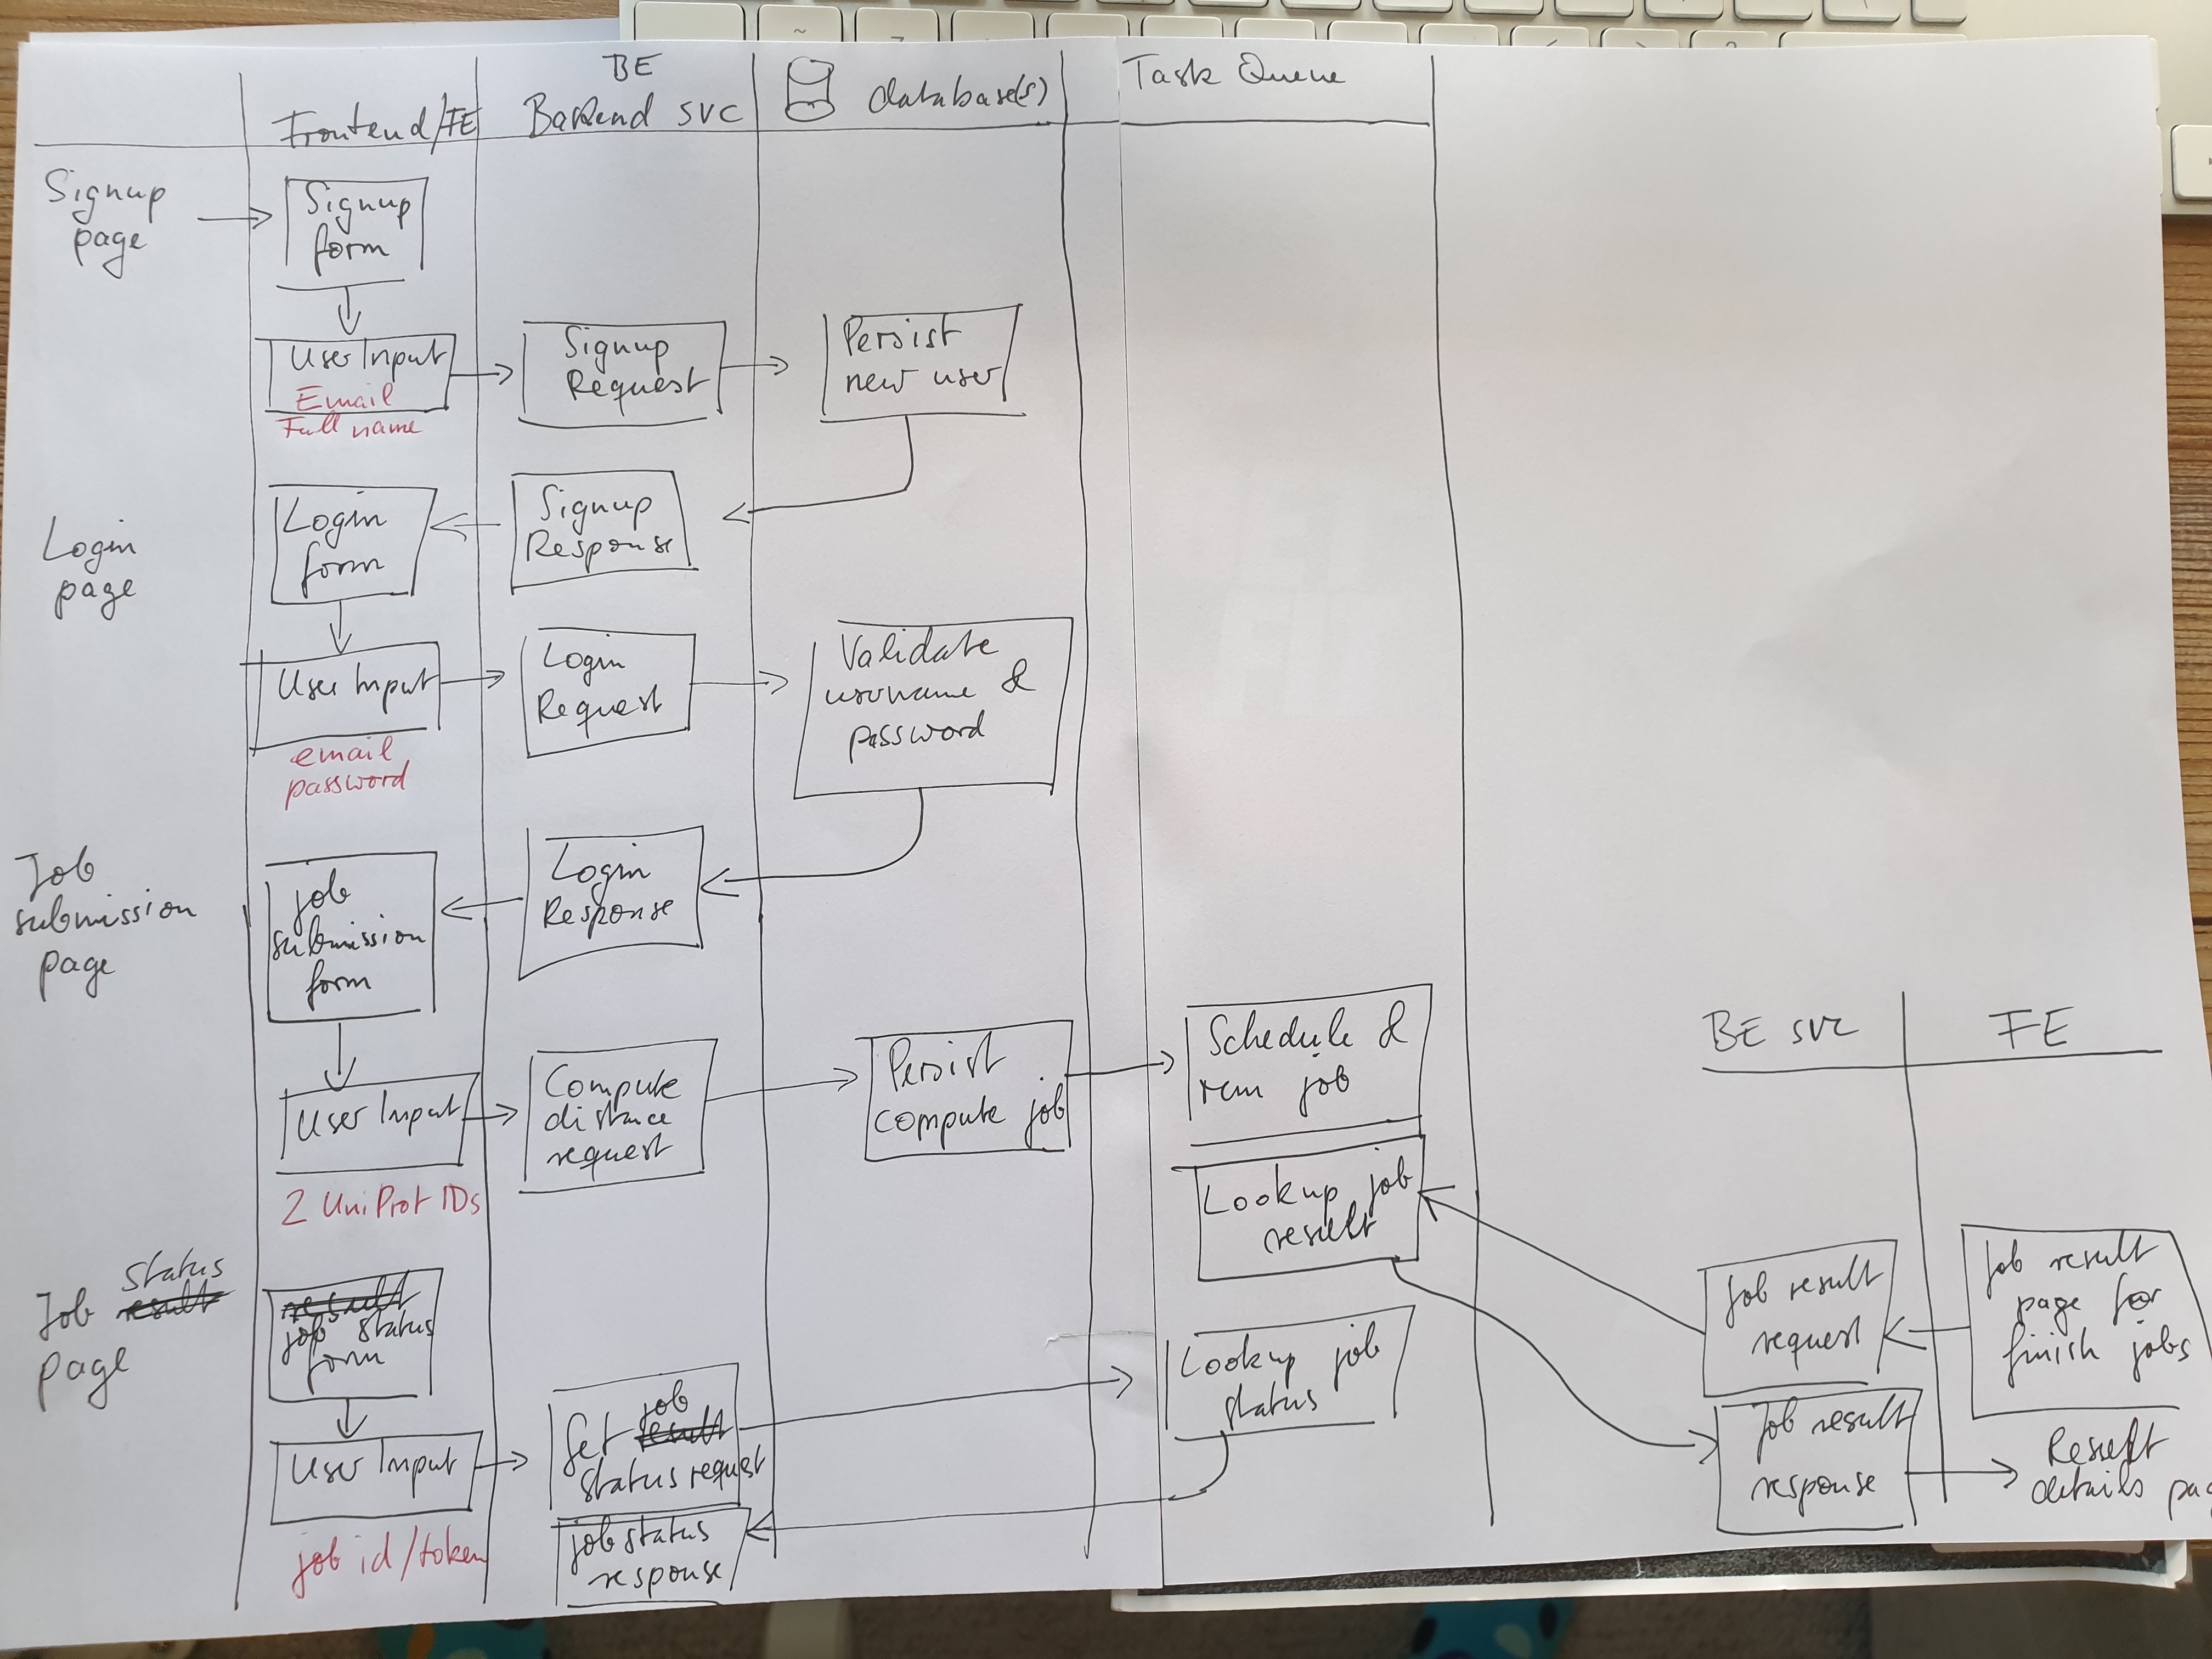 Frontend/FE
BE
Backend svc
database(s)
Task Queue
Signup
page
Signup
form
User Input
Email
Full name
Signup
Request
Persist
new user
Login
page
Login
form
Signup
Response
User Input
email
password
Login
Request
Validate
username &
password
Job
submission
page
job
submission
form
Login
Response
User Input
2 UniProt IDs
Compute
distance
request
Persist
compute job
Schedule &
run job
Lookup job
result
BE svc
FE
Job result
request
Job result
page for
finish jobs
Job result
response
Result
details pag
status
Job result
page
result
job status
form
User Input
job id/token
job
Get result
status request
Lookup job
status
job status
response